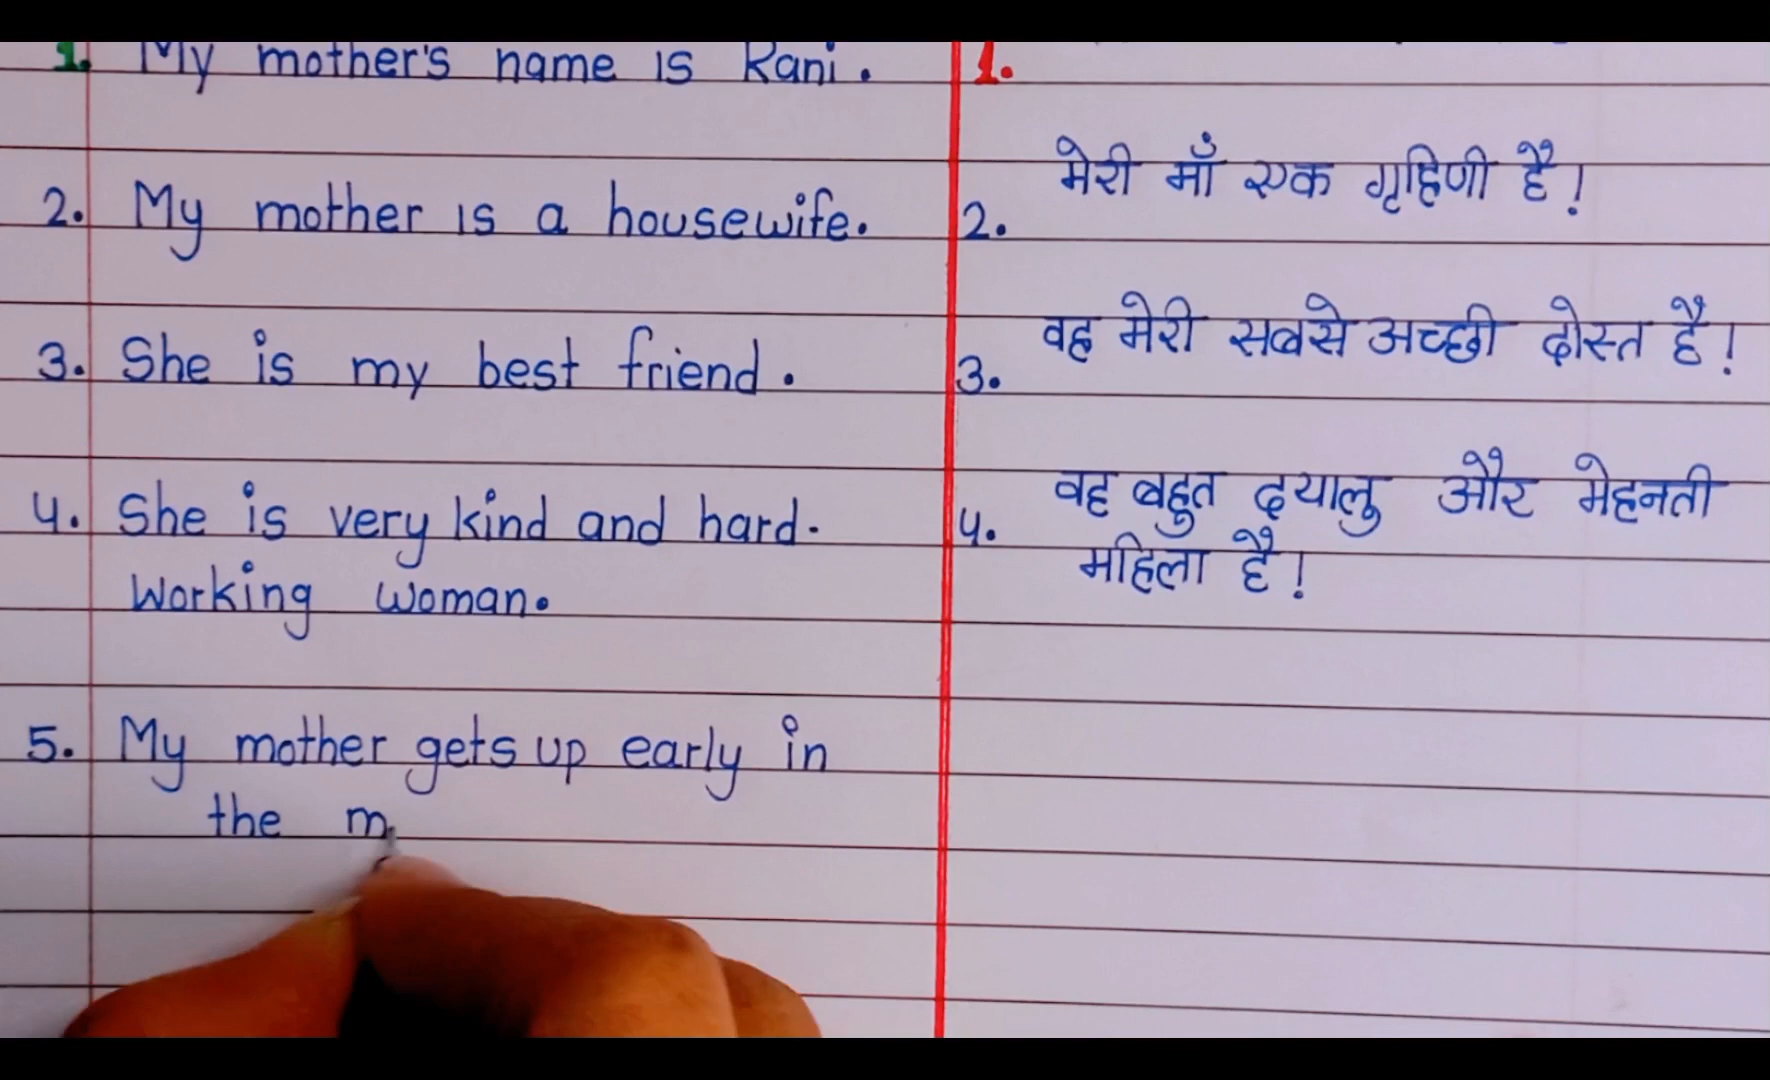 1. My mother's name is Rani.
2. My mother is a housewife.
3. She is my best friend.
4. She is very kind and hard-
working woman.
5. My mother gets up early in
the m
1.
2. मेरी माँ एक गृहिणी है!
3. वह मेरी सबसे अच्छी दोस्त है!
4. वह बहुत दयालु और मेहनती
महिला है!